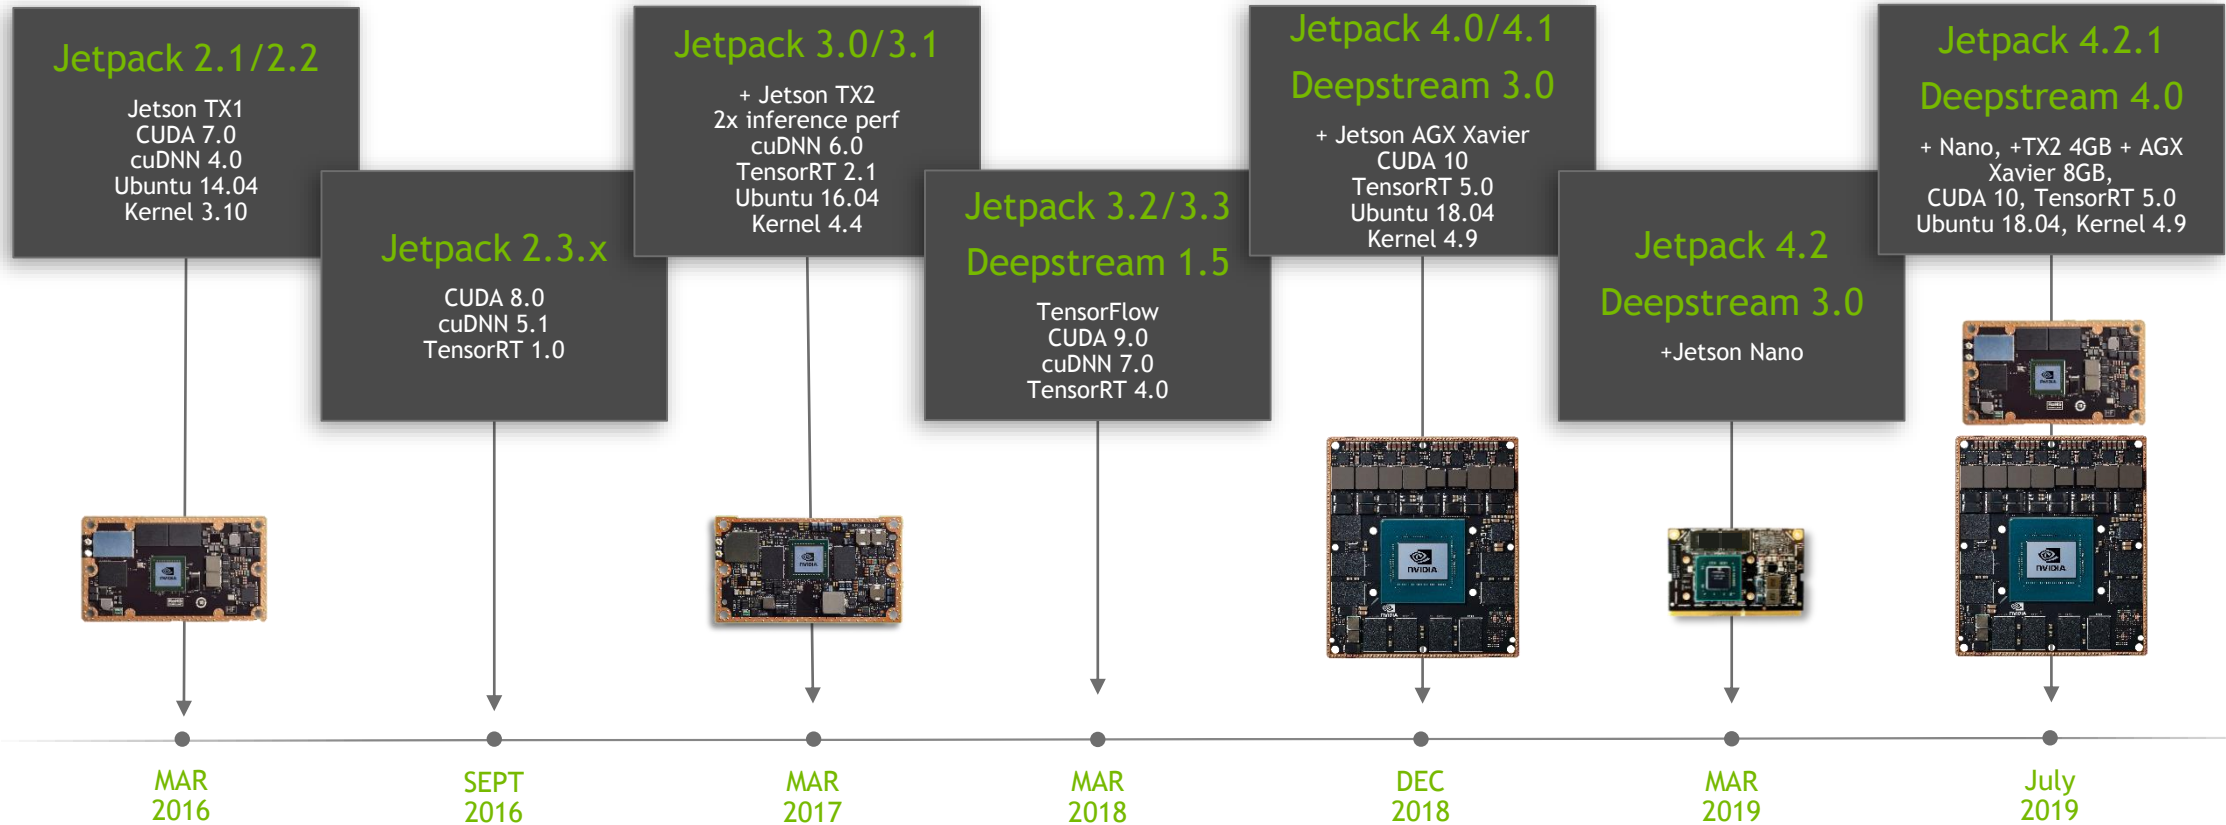 Jetpack 2.1/2.2
Jetson TX1
CUDA 7.0
cuDNN 4.0
Ubuntu 14.04
Kernel 3.10
Jetpack 2.3.x
CUDA 8.0
cuDNN 5.1
TensorRT 1.0
Jetpack 3.0/3.1
+ Jetson TX2
2x inference perf
cuDNN 6.0
TensorRT 2.1
Ubuntu 16.04
Kernel 4.4
Jetpack 3.2/3.3
Deepstream 1.5
TensorFlow
CUDA 9.0
cuDNN 7.0
TensorRT 4.0
Jetpack 4.0/4.1
Deepstream 3.0
+ Jetson AGX Xavier
CUDA 10
TensorRT 5.0
Ubuntu 18.04
Kernel 4.9
Jetpack 4.2
Deepstream 3.0
+Jetson Nano
Jetpack 4.2.1
Deepstream 4.0
+ Nano, +TX2 4GB + AGX
Xavier 8GB,
CUDA 10, TensorRT 5.0
Ubuntu 18.04, Kernel 4.9
NVIDIA
NVIDIA
NVIDIA
NVIDIA
NVIDIA
NVIDIA
NVIDIA
MAR
2016
SEPT
2016
MAR
2017
MAR
2018
DEC
2018
MAR
2019
July
2019